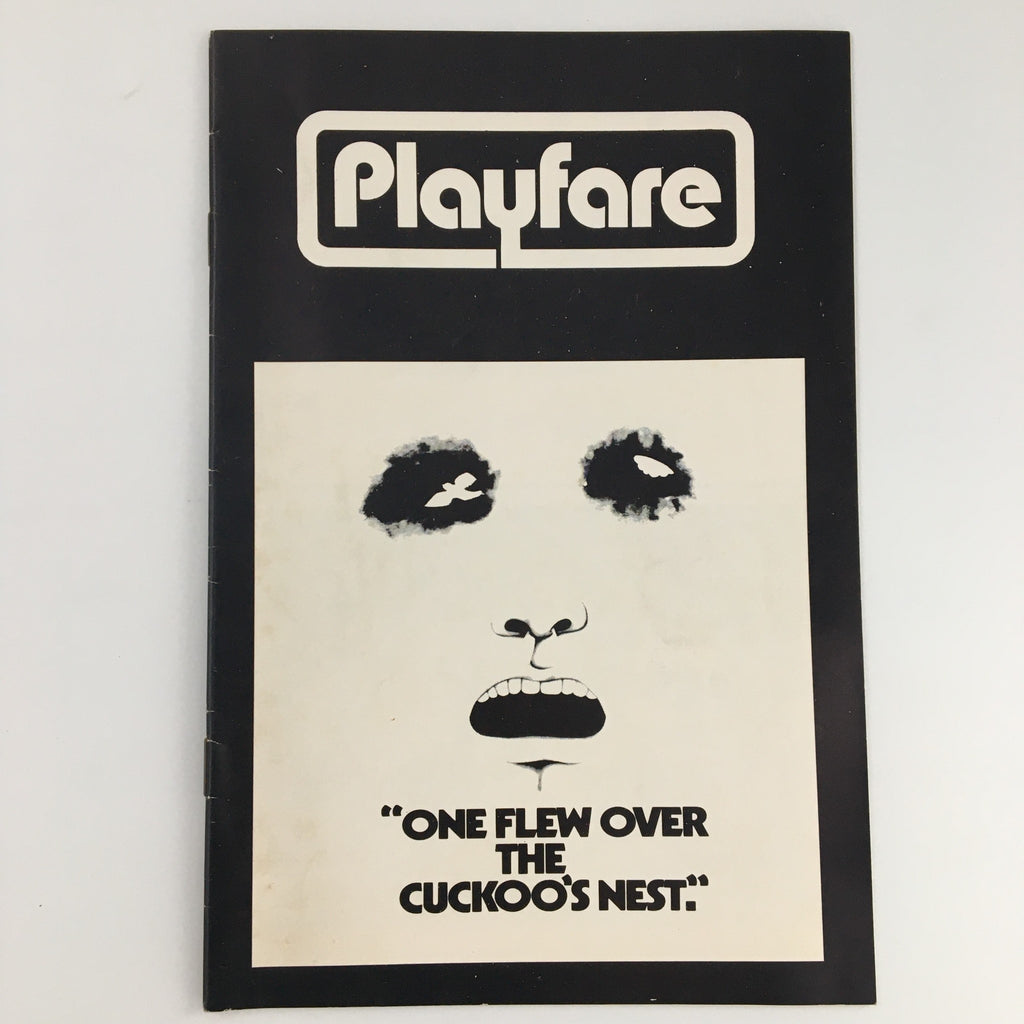 Playfare
“ONE FLEW OVER
THE
CUCKOO'S NEST.”